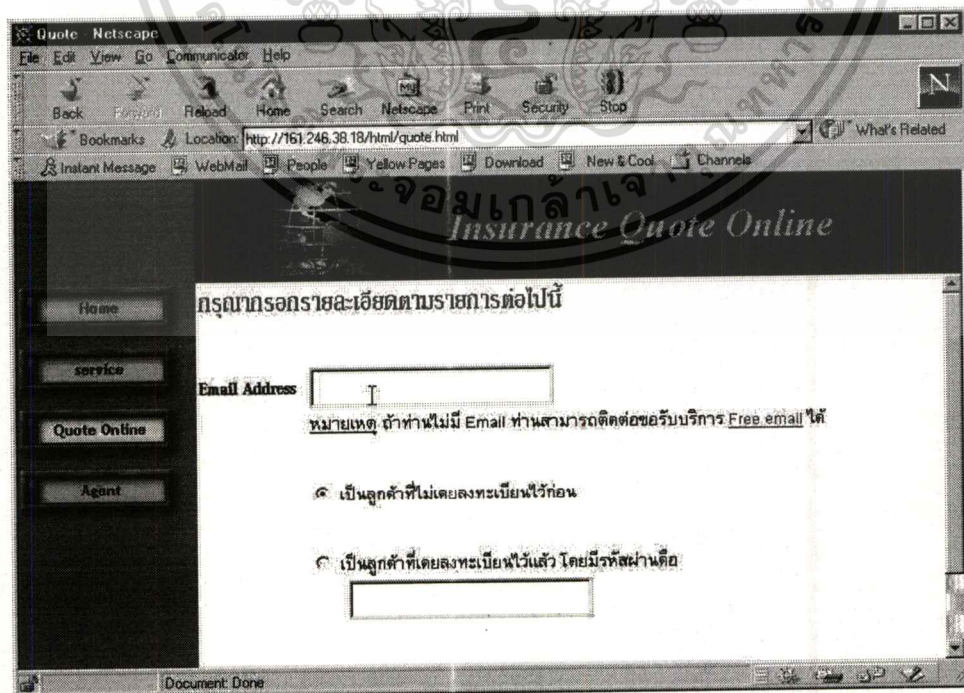 Quote - Netscape
File Edit View Go Communicator Help
Back Forward Reload Home Search Netscape Print Security Stop
Bookmarks Location: http://161.246.38.18/html/quote.html What's Related
Instant Message WebMail People Yellow Pages Download New & Cool Channels
Insurance Quote Online
กรุณากรอกรายละเอียดตามรายการต่อไปนี้
Home
service
Quote Online
Agent
Email Address
หมายเหตุ ถ้าท่านไม่มี Email ท่านสามารถติดต่อขอรับบริการ Free email ได้
เป็นลูกค้าที่ไม่เคยลงทะเบียนไว้ก่อน
เป็นลูกค้าที่เคยลงทะเบียนไว้แล้ว โดยมีรหัสผ่านคือ
Document: Done